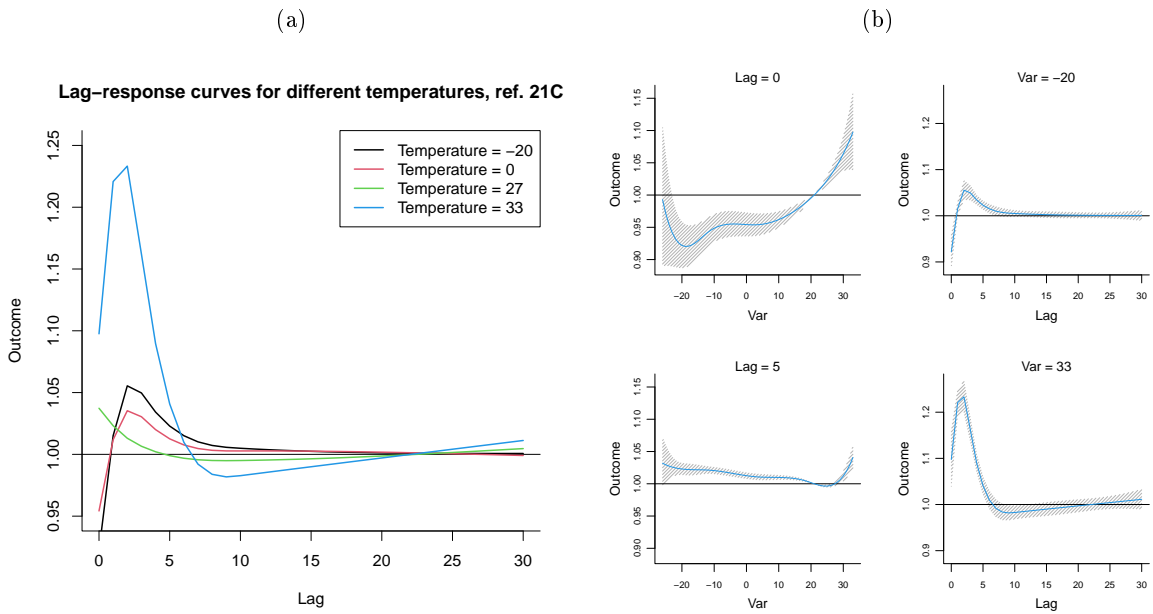 (a)
Lag−response curves for different temperatures, ref. 21C
Temperature = −20
Temperature = 0
Temperature = 27
Temperature = 33
Outcome
0.95 1.00 1.05 1.10 1.15 1.20 1.25
0 5 10 15 20 25 30
Lag
(b)
Lag = 0
Outcome
0.90 0.95 1.00 1.05 1.10 1.15
−20 −10 0 10 20 30
Var
Var = −20
Outcome
0.9 1.0 1.1 1.2
0 5 10 15 20 25 30
Lag
Lag = 5
Outcome
0.90 0.95 1.00 1.05 1.10 1.15
−20 −10 0 10 20 30
Var
Var = 33
Outcome
0.9 1.0 1.1 1.2
0 5 10 15 20 25 30
Lag